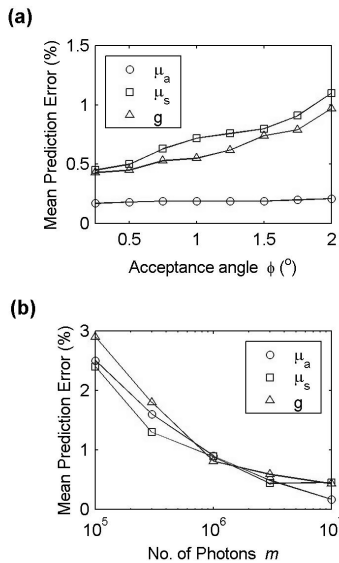 (a)
1.5
1
0.5
0
Mean Prediction Error (%)
μa
μs
g
0.5 1 1.5 2
Acceptance angle ϕ (°)
(b)
3
2
1
0
Mean Prediction Error (%)
μa
μs
g
10^5 10^6 10
No. of Photons m